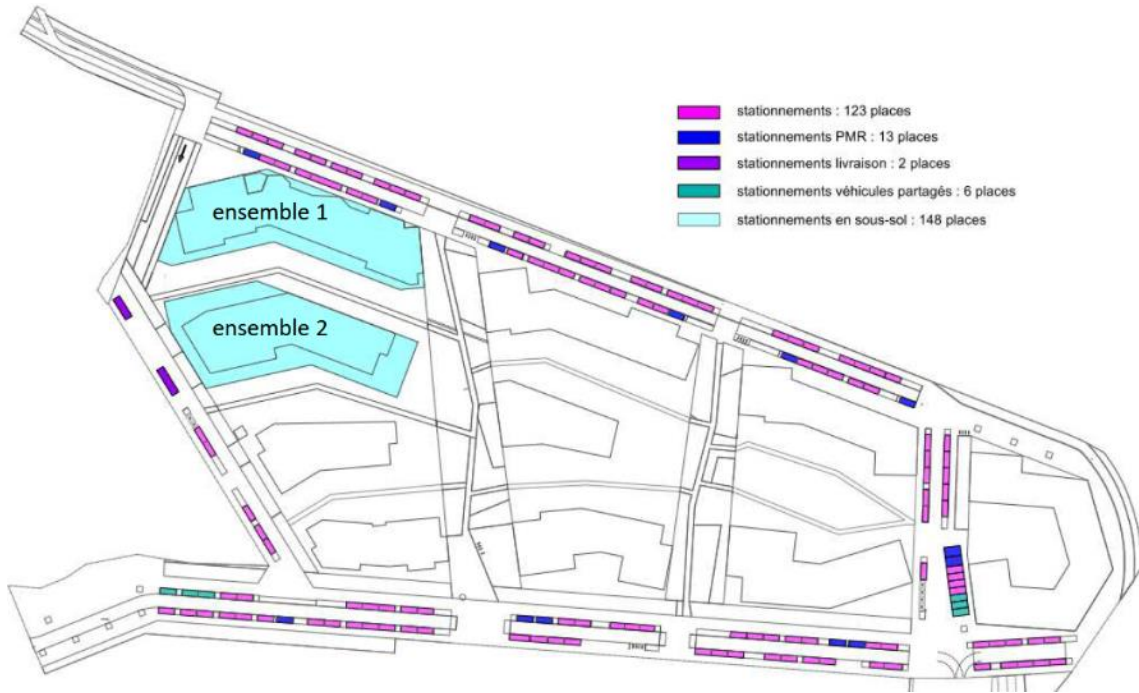 stationnements : 123 places
stationnements PMR : 13 places
stationnements livraison : 2 places
stationnements véhicules partagés : 6 places
stationnements en sous-sol : 148 places
ensemble 1
ensemble 2